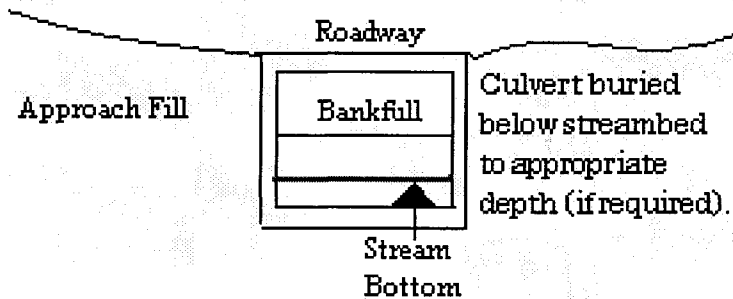 Roadway
Approach Fill
Bankfull
Culvert buried
below streambed
to appropriate
depth (if required).
Stream
Bottom